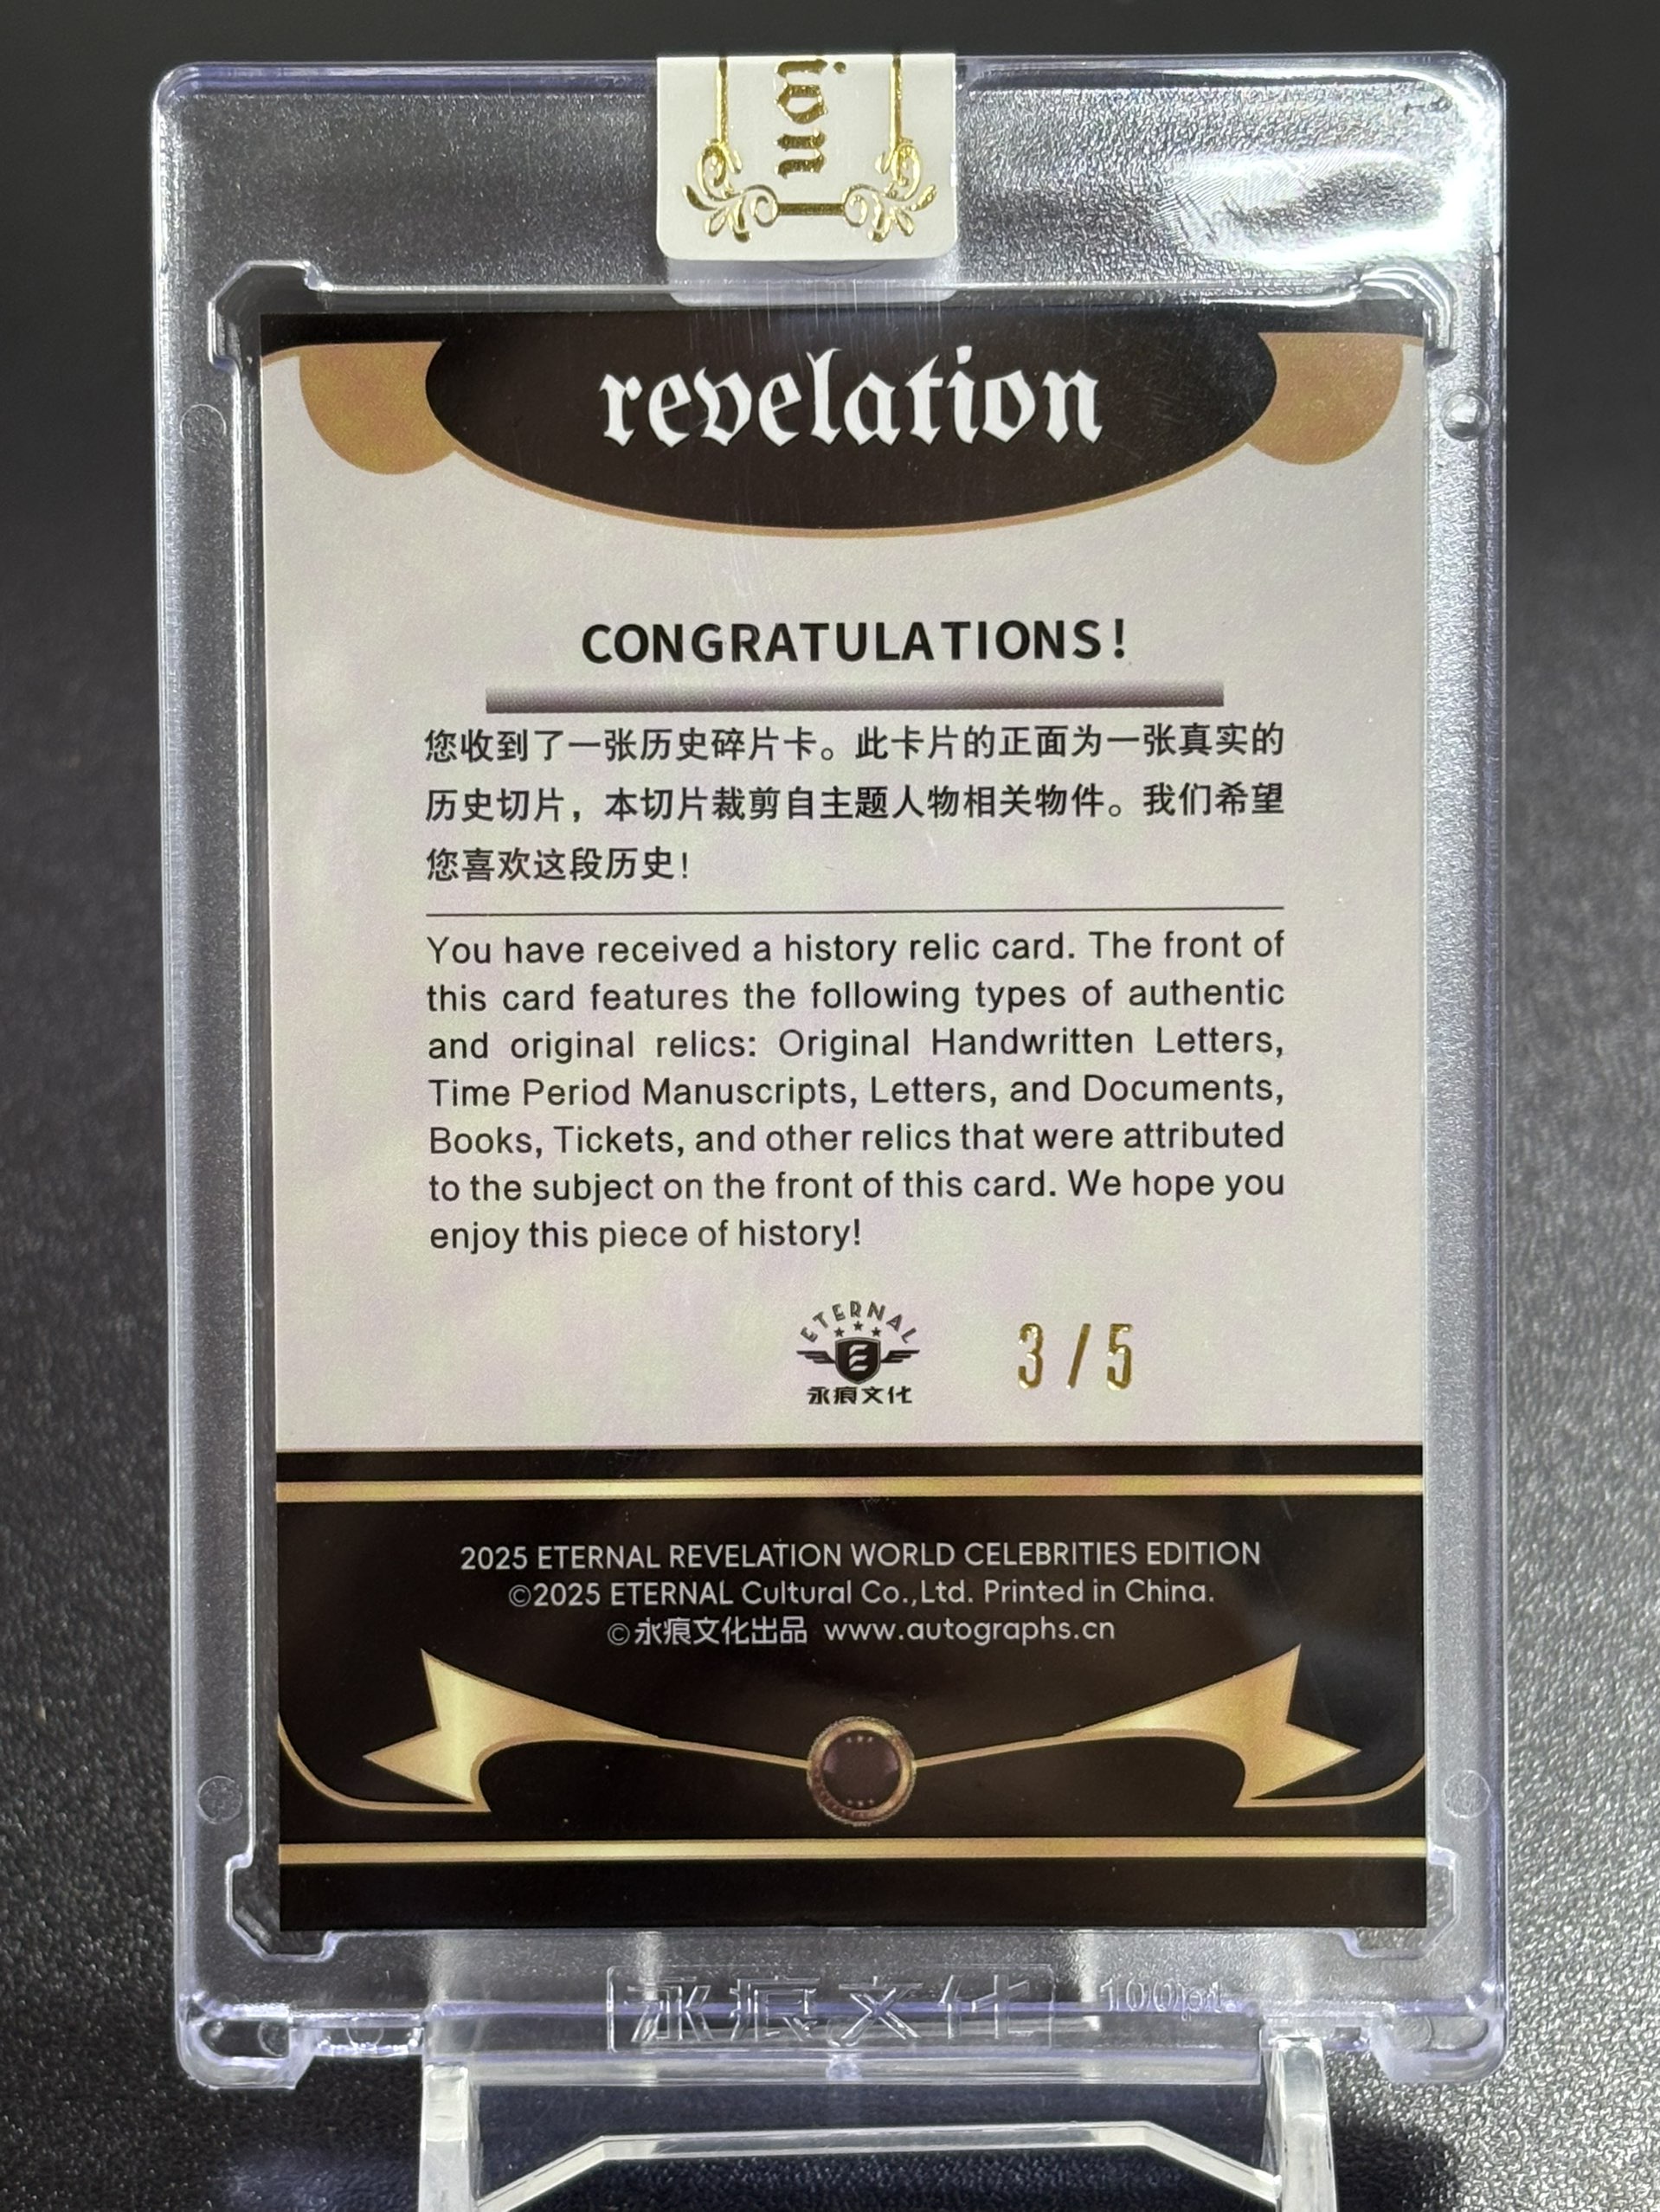 revelation
CONGRATULATIONS!
您收到了一张历史碎片卡。此卡片的正面为一张真实的
历史切片，本切片裁剪自主题人物相关物件。我们希望
您喜欢这段历史！
You have received a history relic card. The front of
this card features the following types of authentic
and original relics: Original Handwritten Letters,
Time Period Manuscripts, Letters, and Documents,
Books, Tickets, and other relics that were attributed
to the subject on the front of this card. We hope you
enjoy this piece of history!
ETERNAL
E
永痕文化
3/5
2025 ETERNAL REVELATION WORLD CELEBRITIES EDITION
©2025 ETERNAL Cultural Co.,Ltd. Printed in China.
©永痕文化出品 www.autographs.cn
永痕文化 100pt